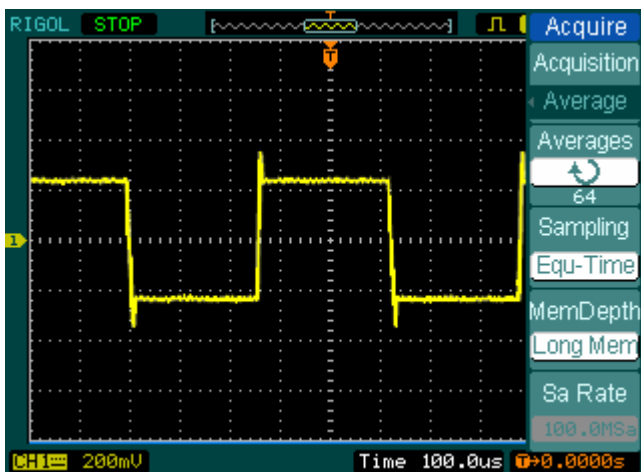 RIGOL STOP
T
T
1
Acquire
Acquisition
Average
Averages
64
Sampling
Equ-Time
MemDepth
Long Mem
Sa Rate
100.0MSa
CH1 200mV Time 100.0us T→0.0000s